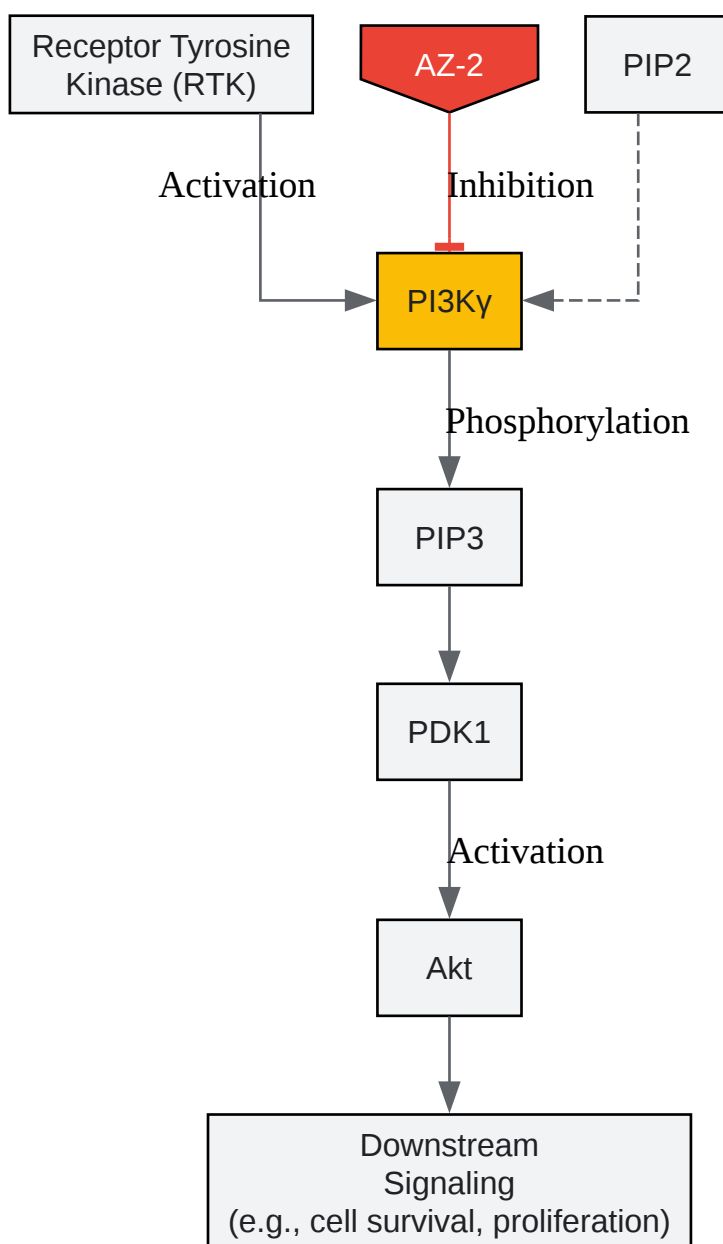 Receptor Tyrosine
Kinase (RTK)
AZ-2
PIP2
Activation
Inhibition
PI3Kγ
Phosphorylation
PIP3
PDK1
Activation
Akt
Downstream
Signaling
(e.g., cell survival, proliferation)